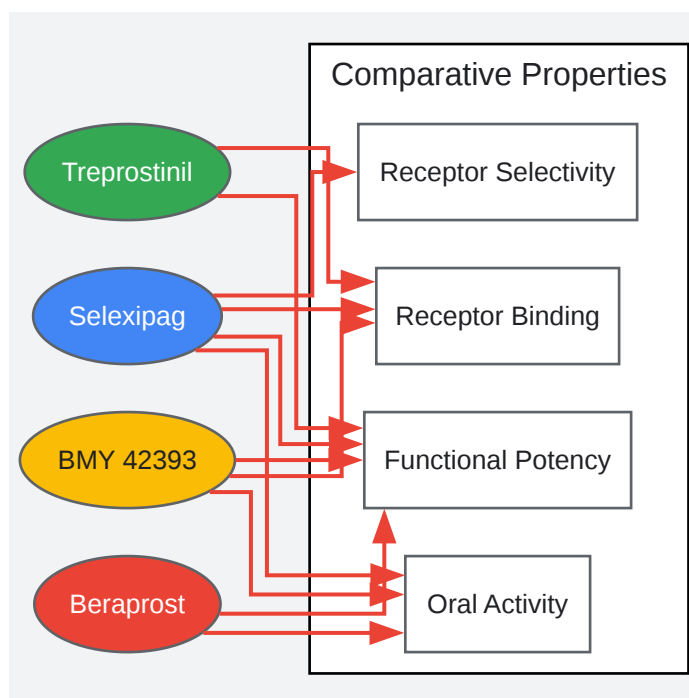 Comparative Properties
Treprostinil
Receptor Selectivity
Selexipag
Receptor Binding
BMY 42393
Functional Potency
Beraprost
Oral Activity